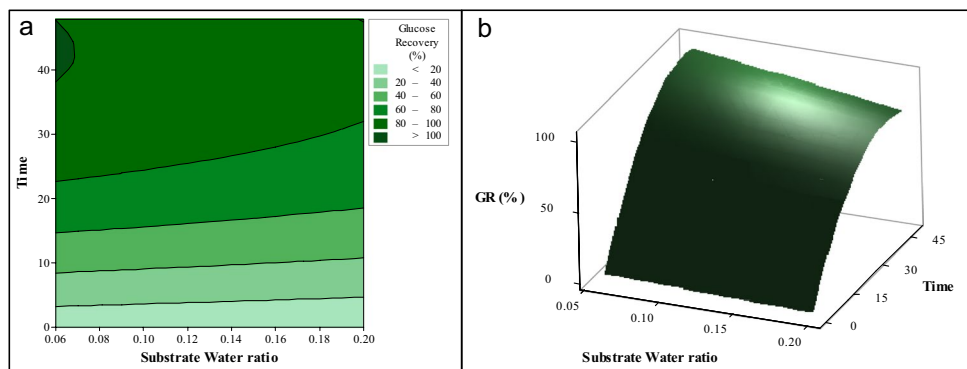 a
Glucose
Recovery
(%)
< 20
20 – 40
40 – 60
60 – 80
80 – 100
> 100
Time
40
30
20
10
0
0.06 0.08 0.10 0.12 0.14 0.16 0.18 0.20
Substrate Water ratio
b
GR (%)
100
50
0
0.05
0.10
0.15
0.20
Substrate Water ratio
45
30
15
0
Time